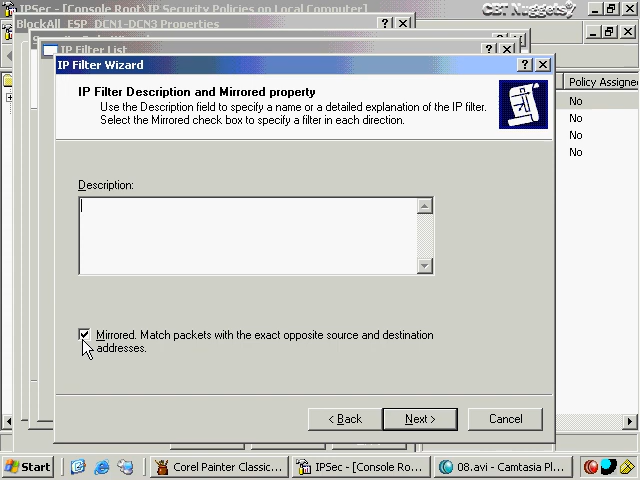 IPSec - [Console Root\IP Security Policies on Local Computer]
CBT Nuggets
BlockAll_ESP_DCN1-DCN3 Properties
IP Filter List
IP Filter Wizard
Policy Assigne
IP Filter Description and Mirrored property
Use the Description field to specify a name or a detailed explanation of the IP filter.
Select the Mirrored check box to specify a filter in each direction.
No
No
No
No
Description:
Mirrored. Match packets with the exact opposite source and destination
addresses.
< Back
Next >
Cancel
Start
Corel Painter Classic...
IPSec - [Console Ro...
08.avi - Camtasia Pl...